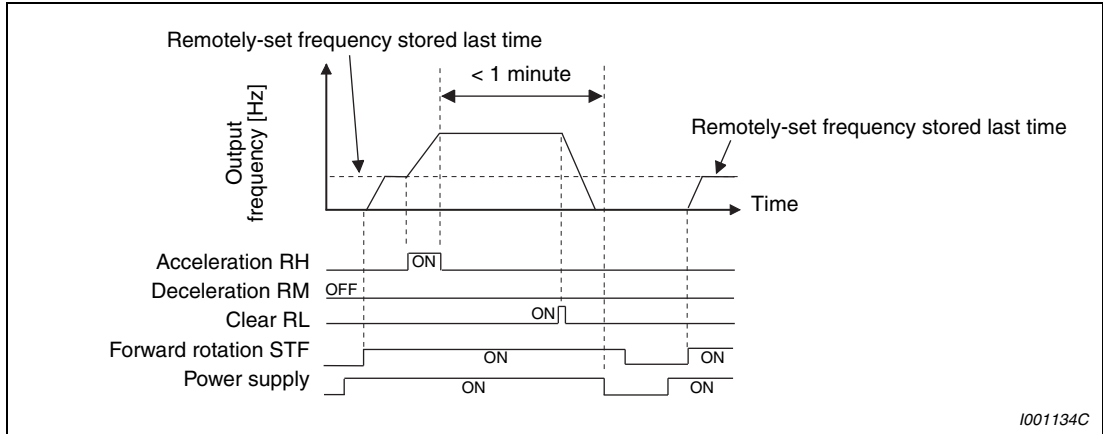 Remotely-set frequency stored last time
< 1 minute
Remotely-set frequency stored last time
Output
frequency [Hz]
Time
Acceleration RH
ON
Deceleration RM
OFF
Clear RL
ON
Forward rotation STF
ON
ON
Power supply
ON
ON
I001134C